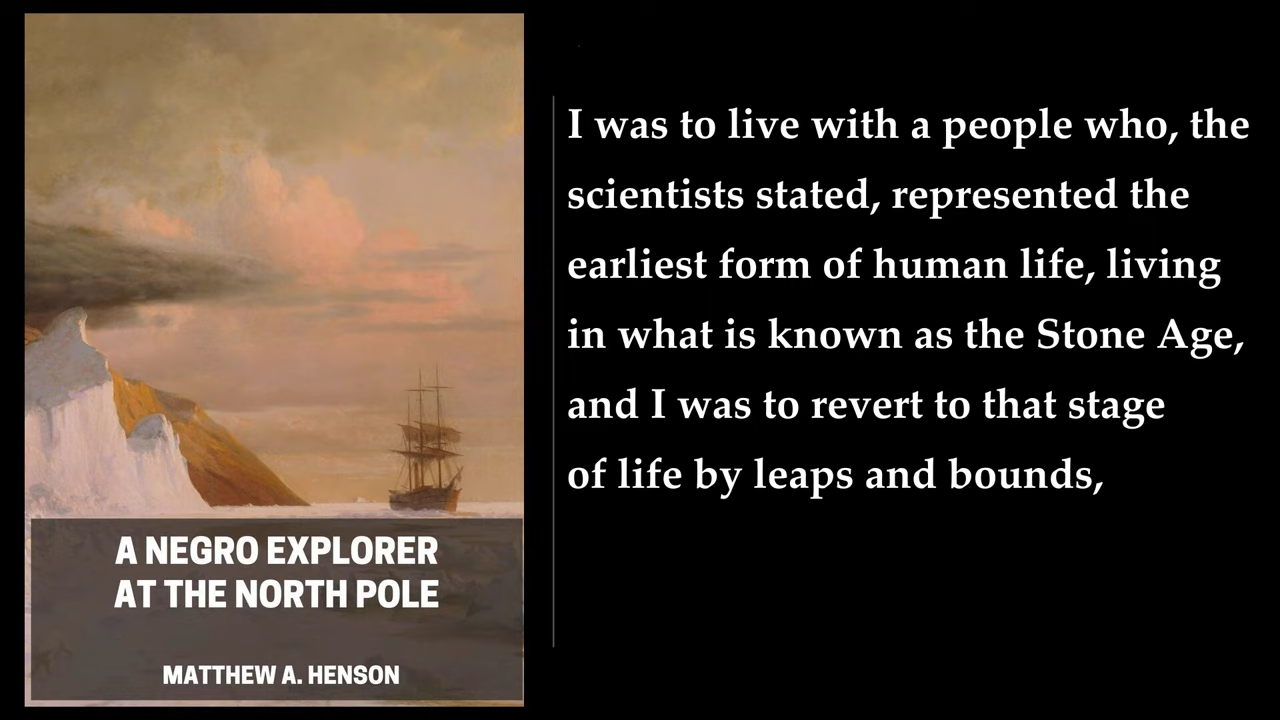 I was to live with a people who, the
scientists stated, represented the
earliest form of human life, living
in what is known as the Stone Age,
and I was to revert to that stage
of life by leaps and bounds,
A NEGRO EXPLORER
AT THE NORTH POLE
MATTHEW A. HENSON